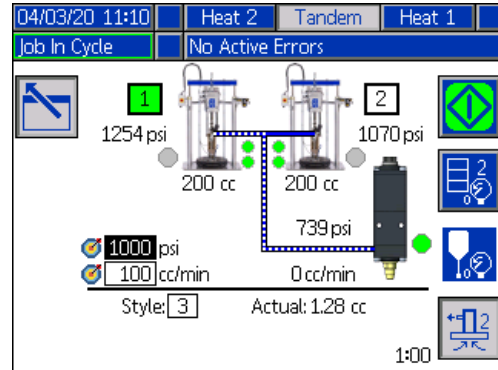 04/03/20 11:10 Heat 2 Tandem Heat 1
Job In Cycle No Active Errors
1 2
1254 psi 1070 psi
200 cc 200 cc
2
0
739 psi
1000 psi
100 cc/min 0 cc/min
0
Style: 3 Actual: 1.28 cc
2
1:00